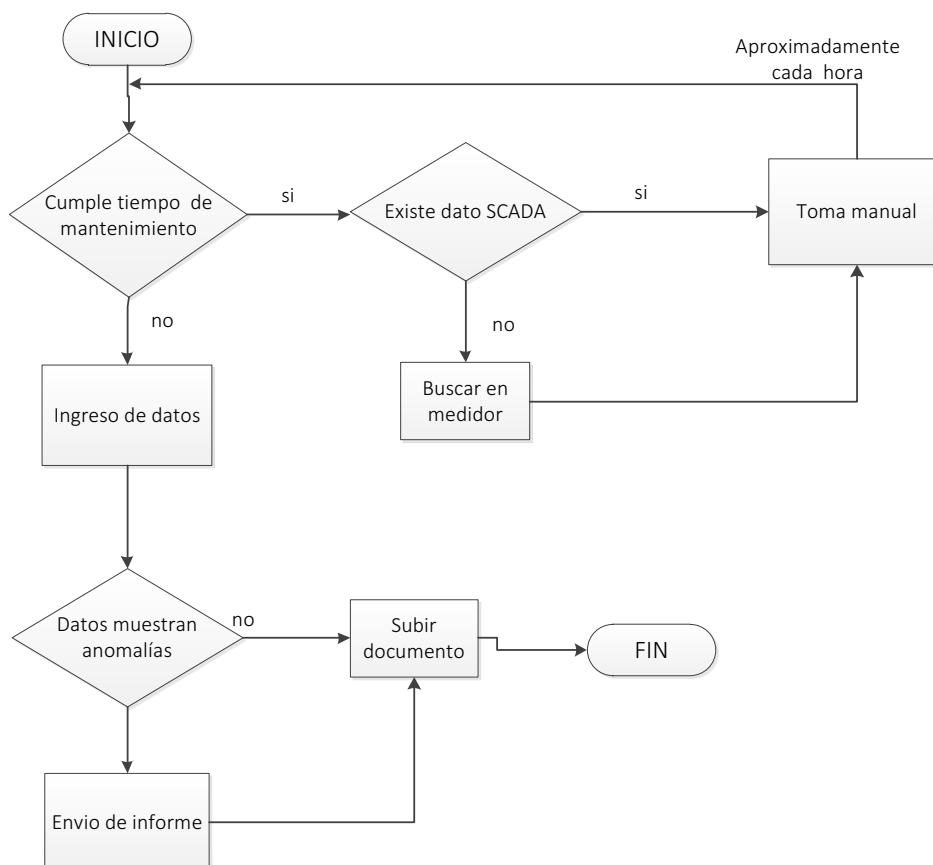 INICIO
Aproximadamente
cada hora
Cumple tiempo de
mantenimiento
si
Existe dato SCADA
si
Toma manual
no
no
Ingreso de datos
Buscar en
medidor
Datos muestran
anomalías
no
Subir
documento
FIN
Envio de informe